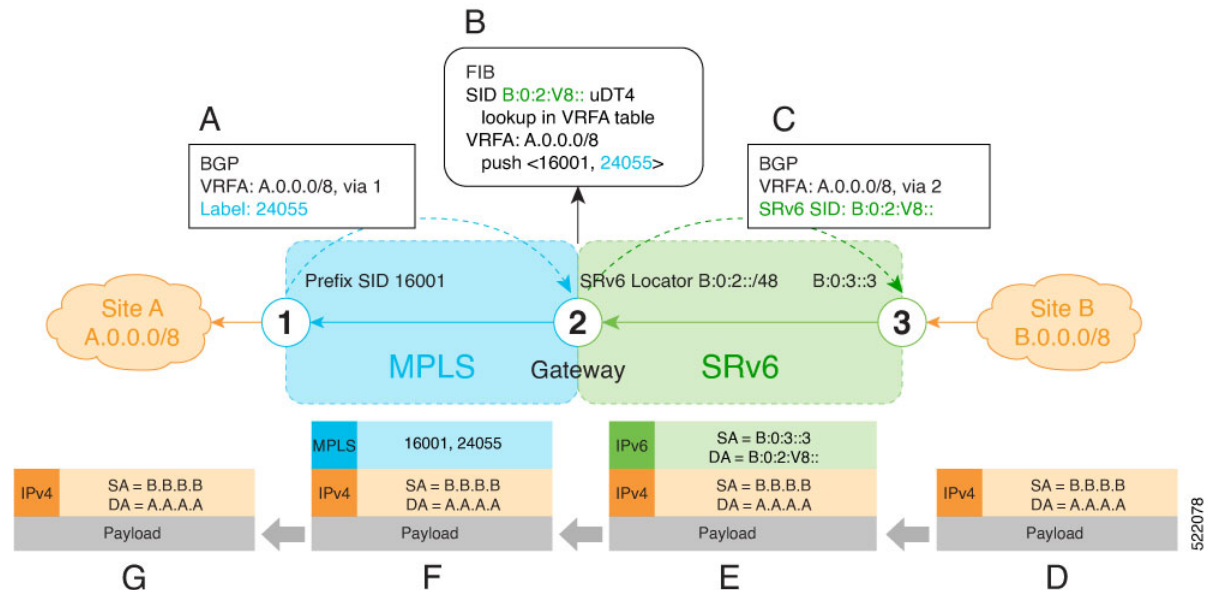 B
FIB
SID B:0:2:V8:: uDT4
lookup in VRFA table
VRFA: A.0.0.0/8
push <16001, 24055>
A
BGP
VRFA: A.0.0.0/8, via 1
Label: 24055
C
BGP
VRFA: A.0.0.0/8, via 2
SRv6 SID: B:0:2:V8::
Prefix SID 16001
SRv6 Locator B:0:2::/48
B:0:3::3
Site A
A.0.0.0/8
1
2
3
Site B
B.0.0.0/8
MPLS
Gateway
SRv6
MPLS
16001, 24055
IPv6
SA = B:0:3::3
DA = B:0:2:V8::
IPv4
SA = B.B.B.B
DA = A.A.A.A
Payload
IPv4
SA = B.B.B.B
DA = A.A.A.A
Payload
IPv4
SA = B.B.B.B
DA = A.A.A.A
Payload
IPv4
SA = B.B.B.B
DA = A.A.A.A
Payload
522078
G
F
E
D